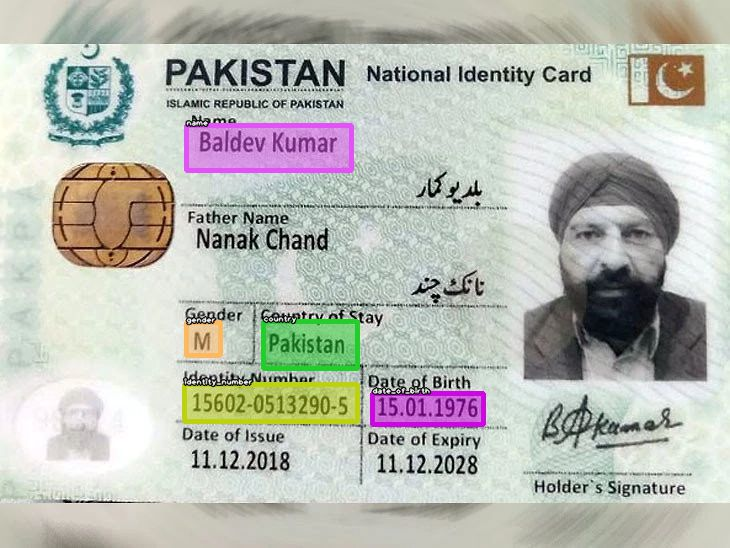 PAKISTAN National Identity Card
ISLAMIC REPUBLIC OF PAKISTAN
Name
name
Baldev Kumar
بلدیو کمار
Father Name
Nanak Chand
نانک چند
Gender Country of Stay
gender country
M Pakistan
Identity Number Date of Birth
identity_number date_of_birth
15602-0513290-5 15.01.1976
Date of Issue Date of Expiry
11.12.2018 11.12.2028
Holder`s Signature